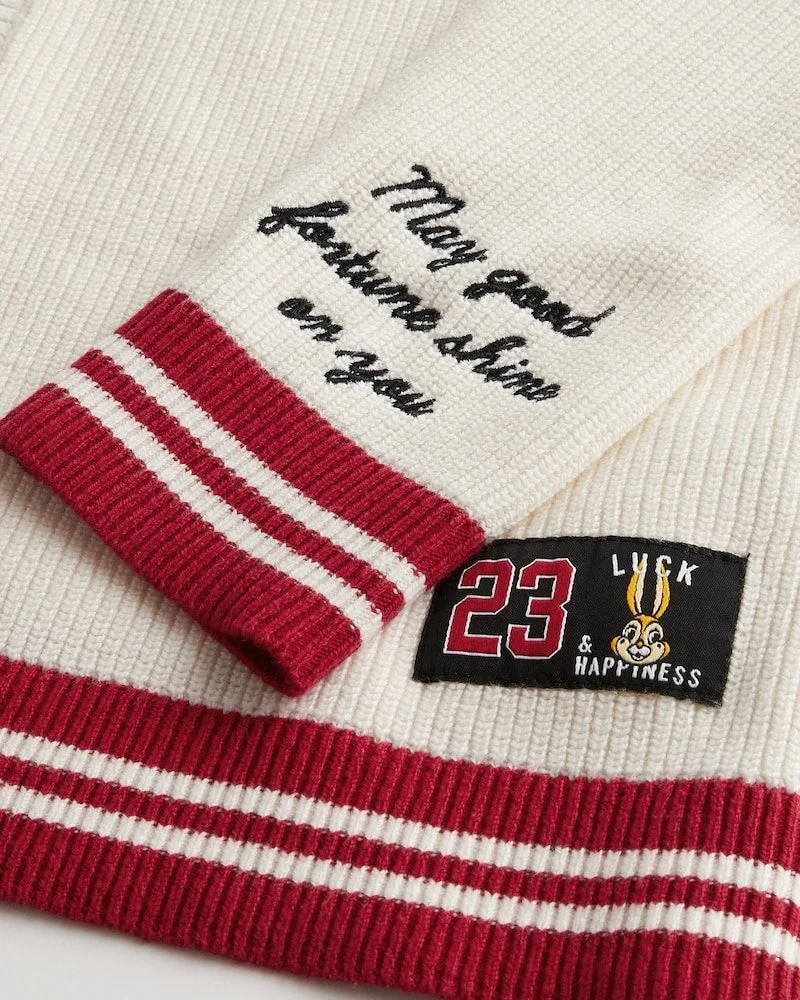 May good
fortune shine
on you
23
LUCK
& HAPPINESS